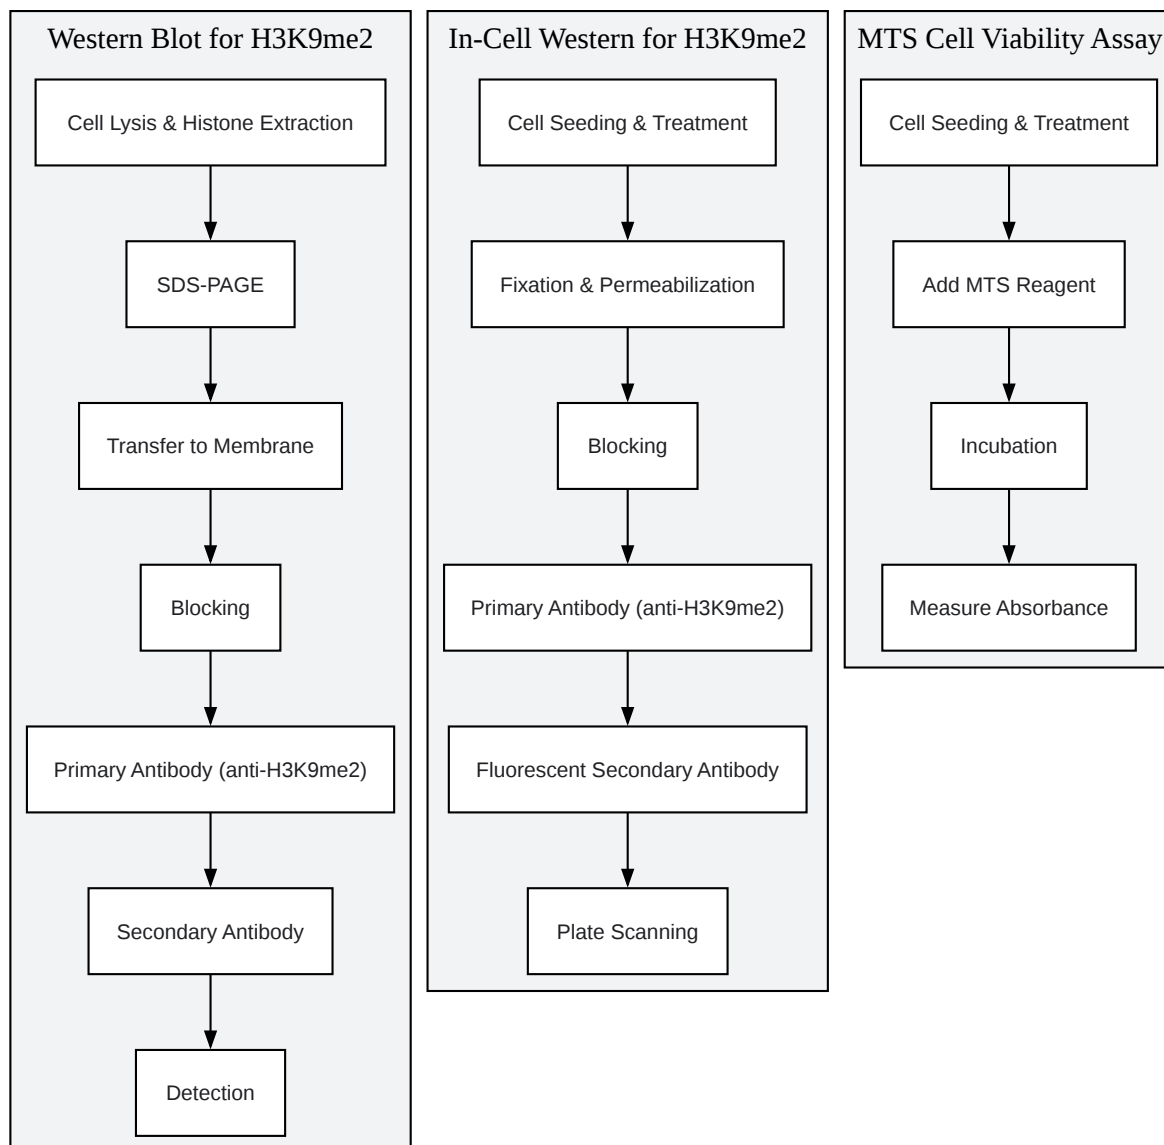 Western Blot for H3K9me2
Cell Lysis & Histone Extraction
SDS-PAGE
Transfer to Membrane
Blocking
Primary Antibody (anti-H3K9me2)
Secondary Antibody
Detection
In-Cell Western for H3K9me2
Cell Seeding & Treatment
Fixation & Permeabilization
Blocking
Primary Antibody (anti-H3K9me2)
Fluorescent Secondary Antibody
Plate Scanning
MTS Cell Viability Assay
Cell Seeding & Treatment
Add MTS Reagent
Incubation
Measure Absorbance